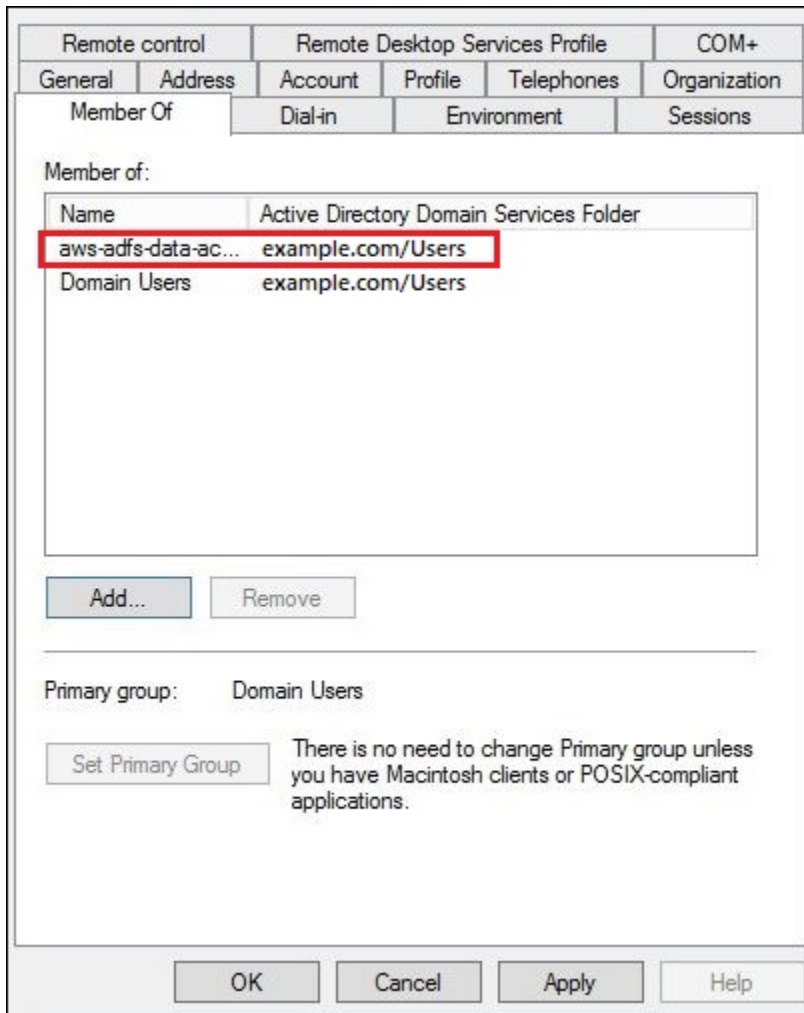 Remote control Remote Desktop Services Profile COM+
General Address Account Profile Telephones Organization
Member Of Dial-in Environment Sessions
Member of:
Name Active Directory Domain Services Folder
aws-adfs-data-ac... example.com/Users
Domain Users example.com/Users
Add... Remove
Primary group: Domain Users
Set Primary Group
There is no need to change Primary group unless
you have Macintosh clients or POSIX-compliant
applications.
OK Cancel Apply Help